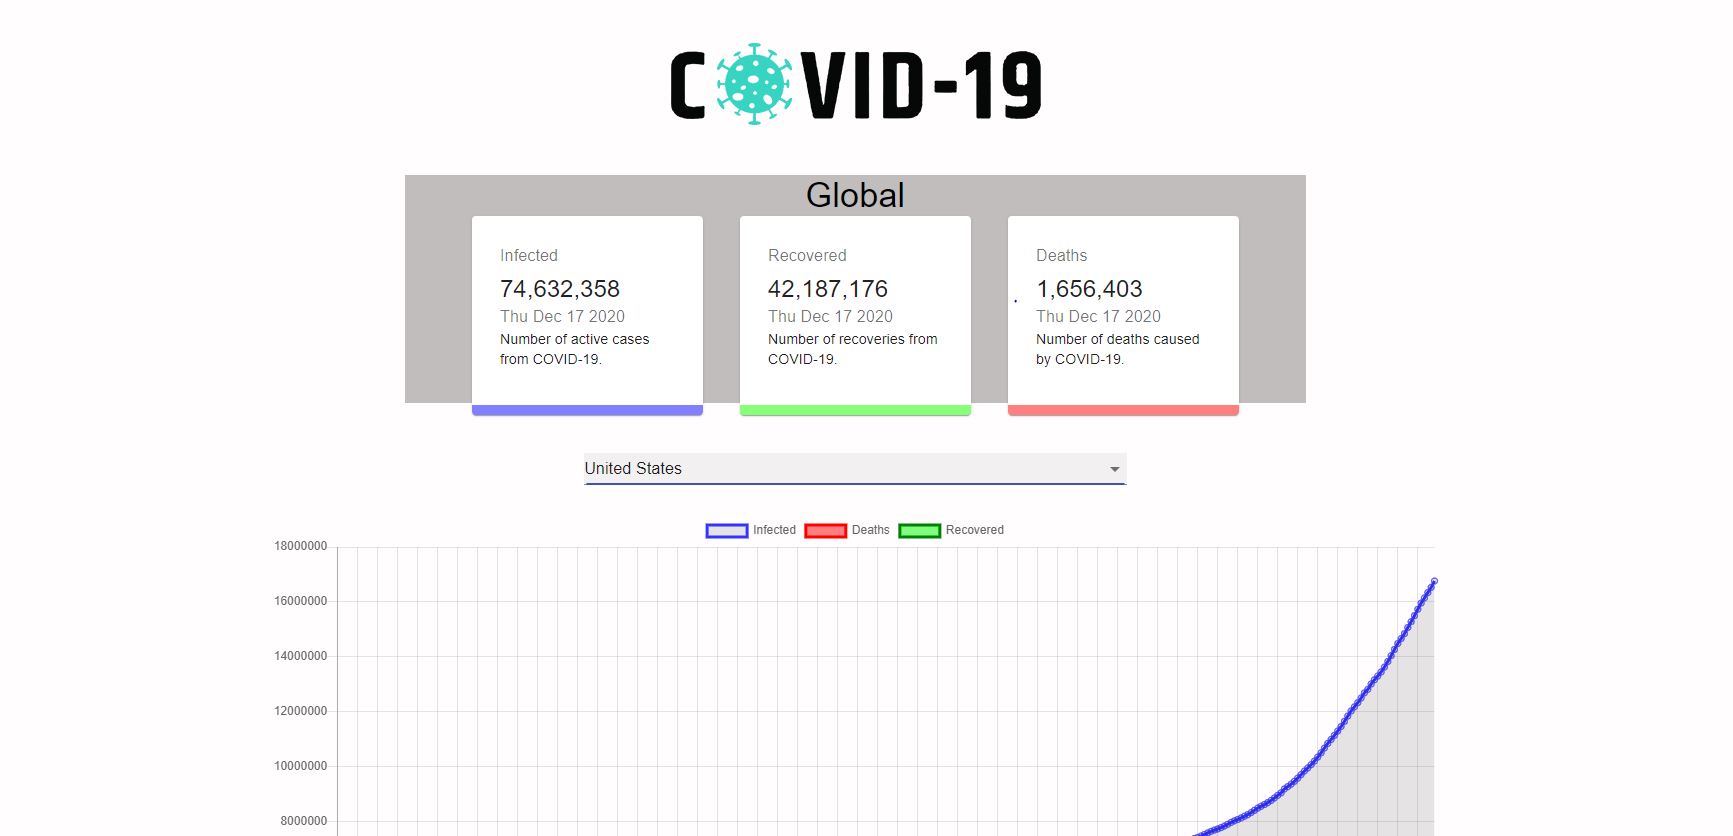 COVID-19
Global
Infected
74,632,358
Thu Dec 17 2020
Number of active cases
from COVID-19.
Recovered
42,187,176
Thu Dec 17 2020
Number of recoveries from
COVID-19.
Deaths
1,656,403
Thu Dec 17 2020
Number of deaths caused
by COVID-19.
United States
Infected Deaths Recovered
18000000
16000000
14000000
12000000
10000000
8000000